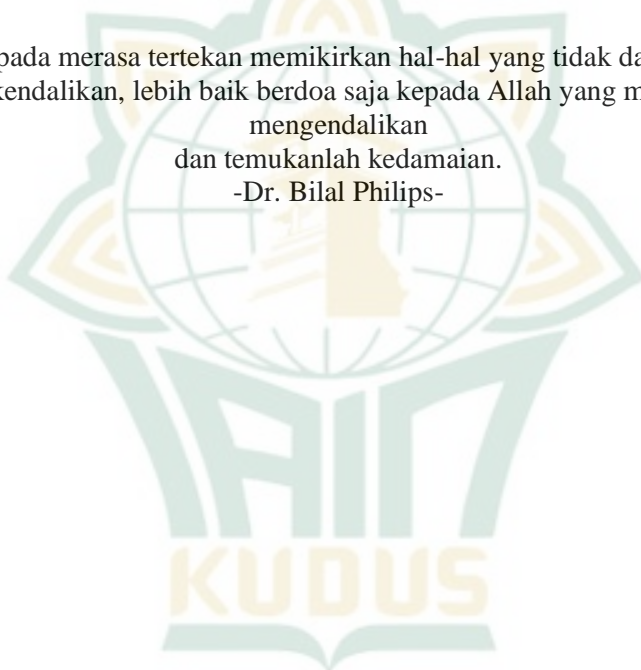 pada merasa tertekan memikirkan hal-hal yang tidak da
kendalikan, lebih baik berdoa saja kepada Allah yang m
mengendalikan
dan temukanlah kedamaian.
-Dr. Bilal Philips-
IAIN
KUDUS